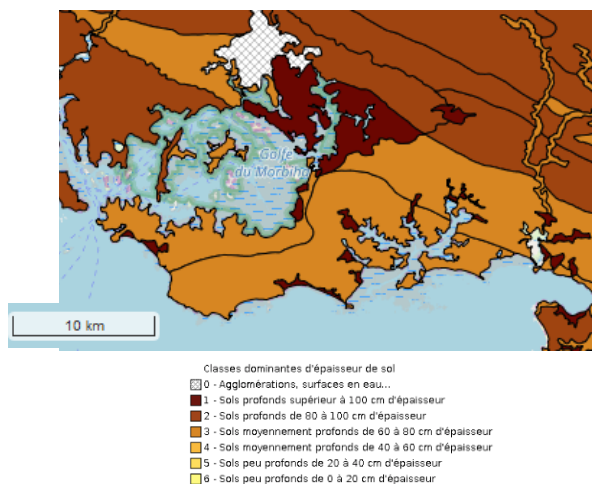 Golfe
du Morbiha
10 km
Classes dominantes d'épaisseur de sol
0 - Agglomérations, surfaces en eau...
1 - Sols profonds supérieur à 100 cm d'épaisseur
2 - Sols profonds de 80 à 100 cm d'épaisseur
3 - Sols moyennement profonds de 60 à 80 cm d'épaisseur
4 - Sols moyennement profonds de 40 à 60 cm d'épaisseur
5 - Sols peu profonds de 20 à 40 cm d'épaisseur
6 - Sols peu profonds de 0 à 20 cm d'épaisseur